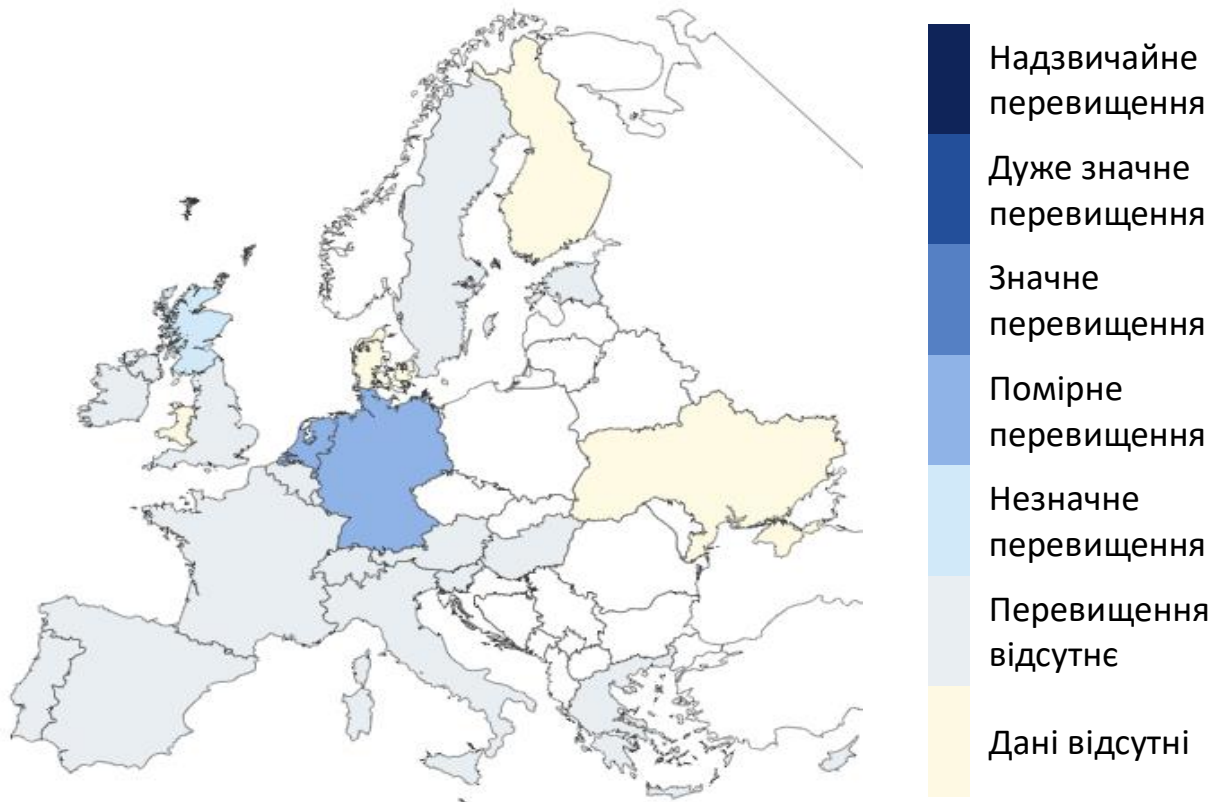 Надзвичайне
перевищення
Дуже значне
перевищення
Значне
перевищення
Помірне
перевищення
Незначне
перевищення
Перевищення
відсутнє
Дані відсутні